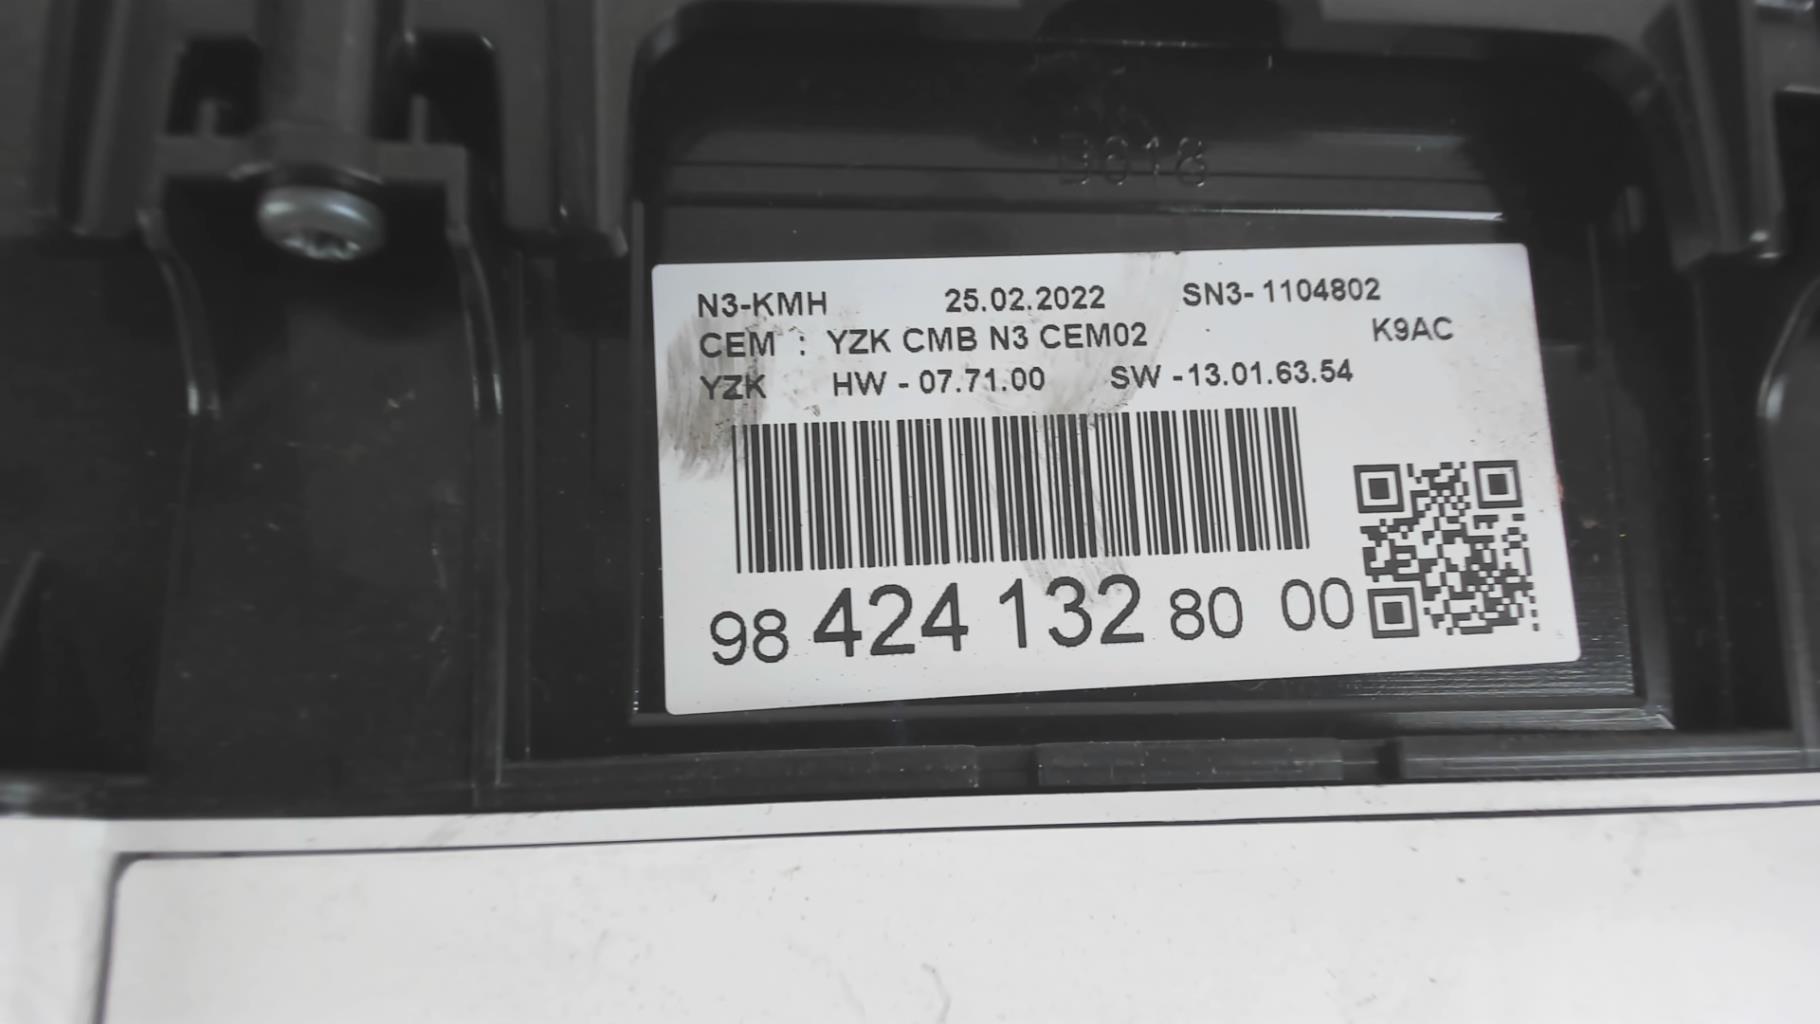 D618
N3-KMH 25.02.2022 SN3- 1104802
CEM : YZK CMB N3 CEM02 K9AC
YZK HW - 07.71.00 SW -13.01.63.54
98 424 132 80 00